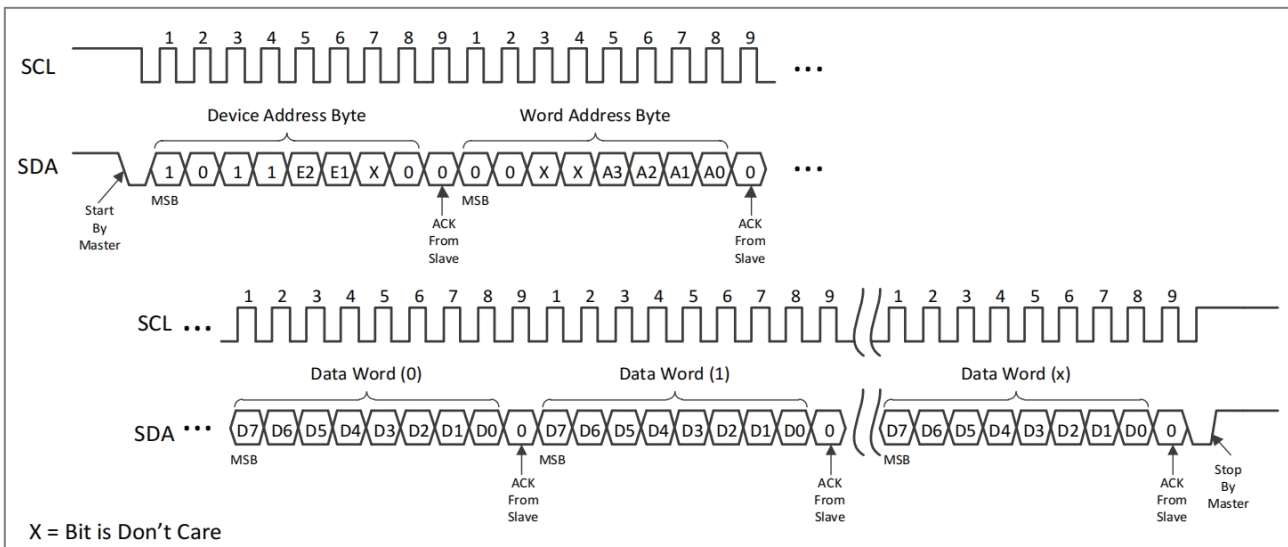 1 2 3 4 5 6 7 8 9 1 2 3 4 5 6 7 8 9
SCL ...
Device Address Byte Word Address Byte
SDA 1 0 1 1 E2 E1 X 0 0 0 0 X X A3 A2 A1 A0 0 ...
MSB MSB
Start
By
Master
ACK
From
Slave
ACK
From
Slave
1 2 3 4 5 6 7 8 9 1 2 3 4 5 6 7 8 9 1 2 3 4 5 6 7 8 9
SCL ...
Data Word (0) Data Word (1) Data Word (x)
SDA ... D7 D6 D5 D4 D3 D2 D1 D0 0 D7 D6 D5 D4 D3 D2 D1 D0 0 D7 D6 D5 D4 D3 D2 D1 D0 0
MSB MSB MSB
ACK
From
Slave
ACK
From
Slave
ACK
From
Slave
Stop
By
Master
X = Bit is Don't Care